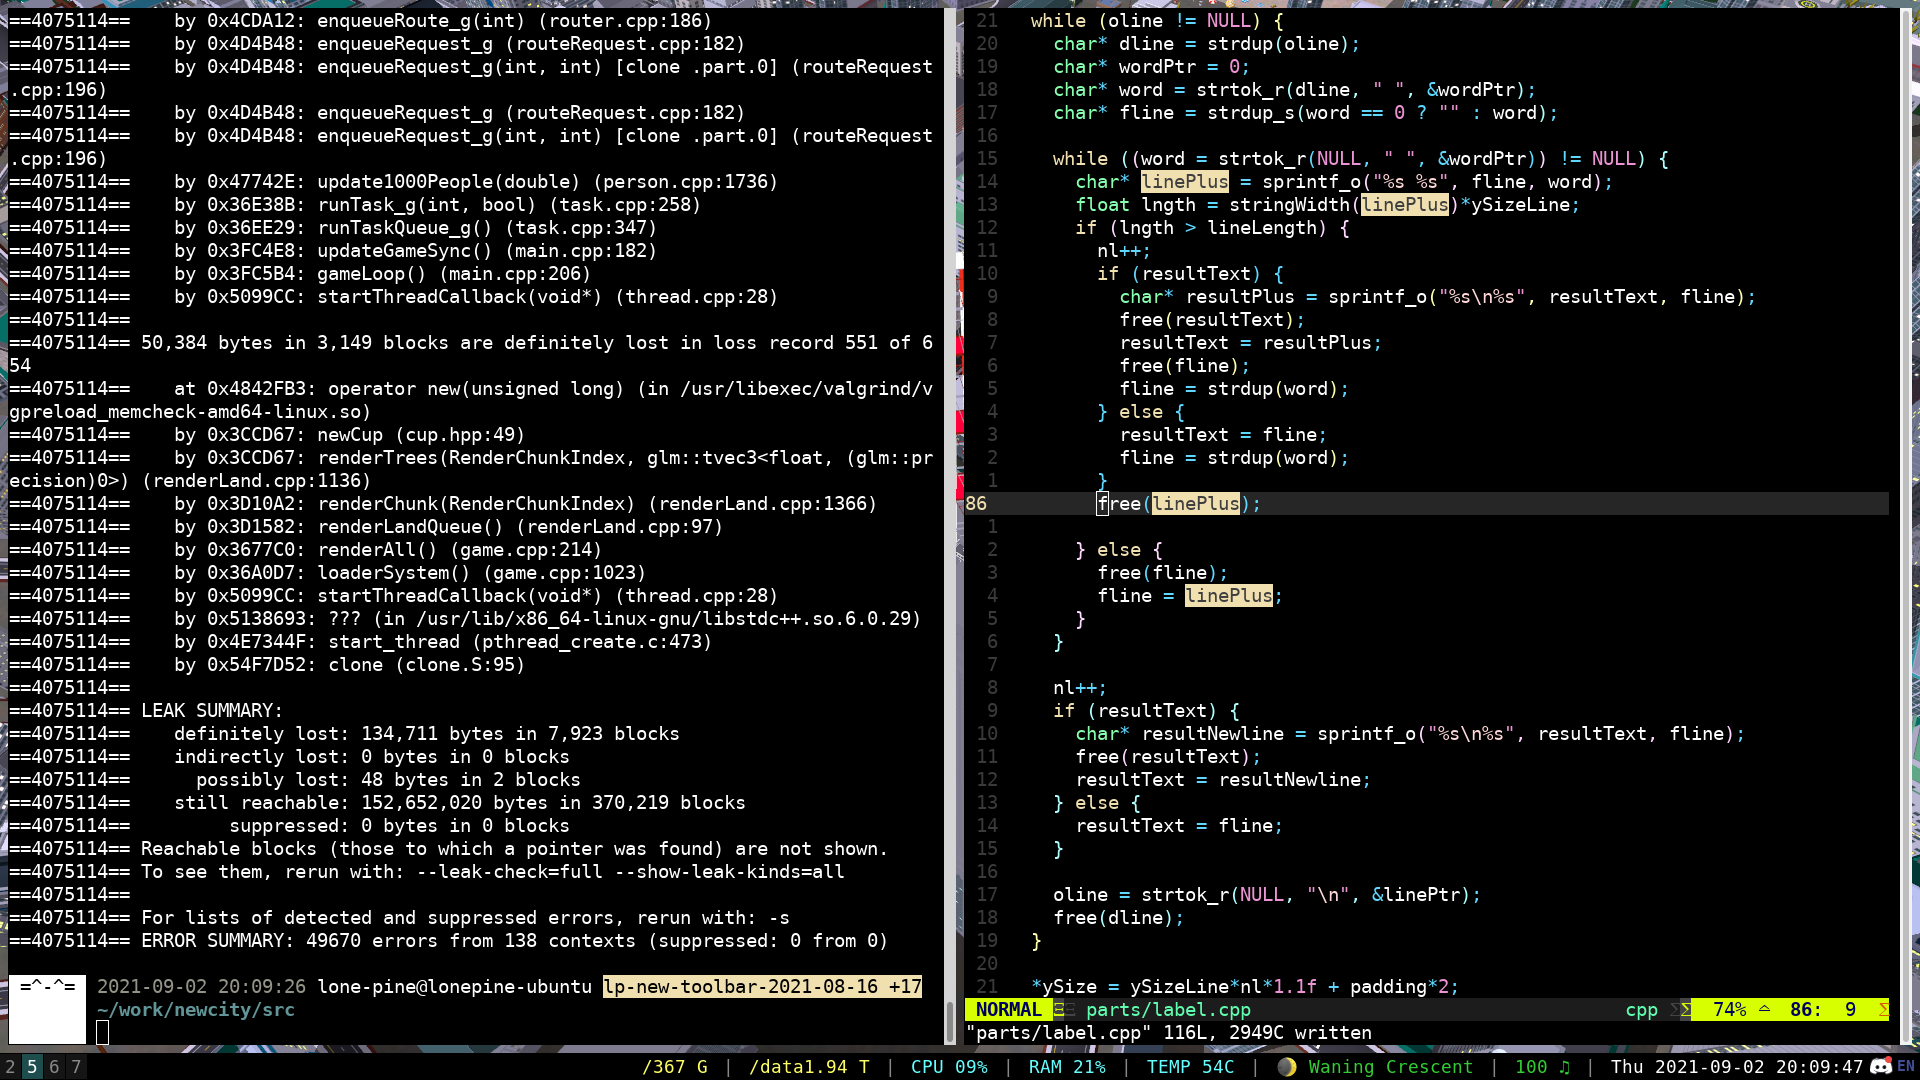 ==4075114==    by 0x4CDA12: enqueueRoute_g(int) (router.cpp:186)
==4075114==    by 0x4D4B48: enqueueRequest_g (routeRequest.cpp:182)
==4075114==    by 0x4D4B48: enqueueRequest_g(int, int) [clone .part.0] (routeRequest
.cpp:196)
==4075114==    by 0x4D4B48: enqueueRequest_g (routeRequest.cpp:182)
==4075114==    by 0x4D4B48: enqueueRequest_g(int, int) [clone .part.0] (routeRequest
.cpp:196)
==4075114==    by 0x47742E: update1000People(double) (person.cpp:1736)
==4075114==    by 0x36E38B: runTask_g(int, bool) (task.cpp:258)
==4075114==    by 0x36EE29: runTaskQueue_g() (task.cpp:347)
==4075114==    by 0x3FC4E8: updateGameSync() (main.cpp:182)
==4075114==    by 0x3FC5B4: gameLoop() (main.cpp:206)
==4075114==    by 0x5099CC: startThreadCallback(void*) (thread.cpp:28)
==4075114==
==4075114== 50,384 bytes in 3,149 blocks are definitely lost in loss record 551 of 6
54
==4075114==    at 0x4842FB3: operator new(unsigned long) (in /usr/libexec/valgrind/v
gpreload_memcheck-amd64-linux.so)
==4075114==    by 0x3CCD67: newCup (cup.hpp:49)
==4075114==    by 0x3CCD67: renderTrees(RenderChunkIndex, glm::tvec3<float, (glm::pr
ecision)0>) (renderLand.cpp:1136)
==4075114==    by 0x3D10A2: renderChunk(RenderChunkIndex) (renderLand.cpp:1366)
==4075114==    by 0x3D1582: renderLandQueue() (renderLand.cpp:97)
==4075114==    by 0x3677C0: renderAll() (game.cpp:214)
==4075114==    by 0x36A0D7: loaderSystem() (game.cpp:1023)
==4075114==    by 0x5099CC: startThreadCallback(void*) (thread.cpp:28)
==4075114==    by 0x5138693: ??? (in /usr/lib/x86_64-linux-gnu/libstdc++.so.6.0.29)
==4075114==    by 0x4E7344F: start_thread (pthread_create.c:473)
==4075114==    by 0x54F7D52: clone (clone.S:95)
==4075114==
==4075114== LEAK SUMMARY:
==4075114==    definitely lost: 134,711 bytes in 7,923 blocks
==4075114==    indirectly lost: 0 bytes in 0 blocks
==4075114==      possibly lost: 48 bytes in 2 blocks
==4075114==    still reachable: 152,652,020 bytes in 370,219 blocks
==4075114==         suppressed: 0 bytes in 0 blocks
==4075114== Reachable blocks (those to which a pointer was found) are not shown.
==4075114== To see them, rerun with: --leak-check=full --show-leak-kinds=all
==4075114==
==4075114== For lists of detected and suppressed errors, rerun with: -s
==4075114== ERROR SUMMARY: 49670 errors from 138 contexts (suppressed: 0 from 0)
=^-^= 2021-09-02 20:09:26 lone-pine@lonepine-ubuntu lp-new-toolbar-2021-08-16 +17
~/work/newcity/src
21   while (oline != NULL) {
20     char* dline = strdup(oline);
19     char* wordPtr = 0;
18     char* word = strtok_r(dline, " ", &wordPtr);
17     char* fline = strdup_s(word == 0 ? "" : word);
16
15     while ((word = strtok_r(NULL, " ", &wordPtr)) != NULL) {
14       char* linePlus = sprintf_o("%s %s", fline, word);
13       float lngth = stringWidth(linePlus)*ySizeLine;
12       if (lngth > lineLength) {
11         nl++;
10         if (resultText) {
9           char* resultPlus = sprintf_o("%s\n%s", resultText, fline);
8           free(resultText);
7           resultText = resultPlus;
6           free(fline);
5           fline = strdup(word);
4         } else {
3           resultText = fline;
2           fline = strdup(word);
1         }
86         free(linePlus);
1
2       } else {
3         free(fline);
4         fline = linePlus;
5       }
6     }
7
8     nl++;
9     if (resultText) {
10       char* resultNewline = sprintf_o("%s\n%s", resultText, fline);
11       free(resultText);
12       resultText = resultNewline;
13     } else {
14       resultText = fline;
15     }
16
17     oline = strtok_r(NULL, "\n", &linePtr);
18     free(dline);
19   }
20
21   *ySize = ySizeLine*nl*1.1f + padding*2;
NORMAL parts/label.cpp cpp 74% 86: 9
"parts/label.cpp" 116L, 2949C written
2 5 6 7 /367 G | /data1.94 T | CPU 09% | RAM 21% | TEMP 54C | Waning Crescent | 100 ♫ | Thu 2021-09-02 20:09:47 EN